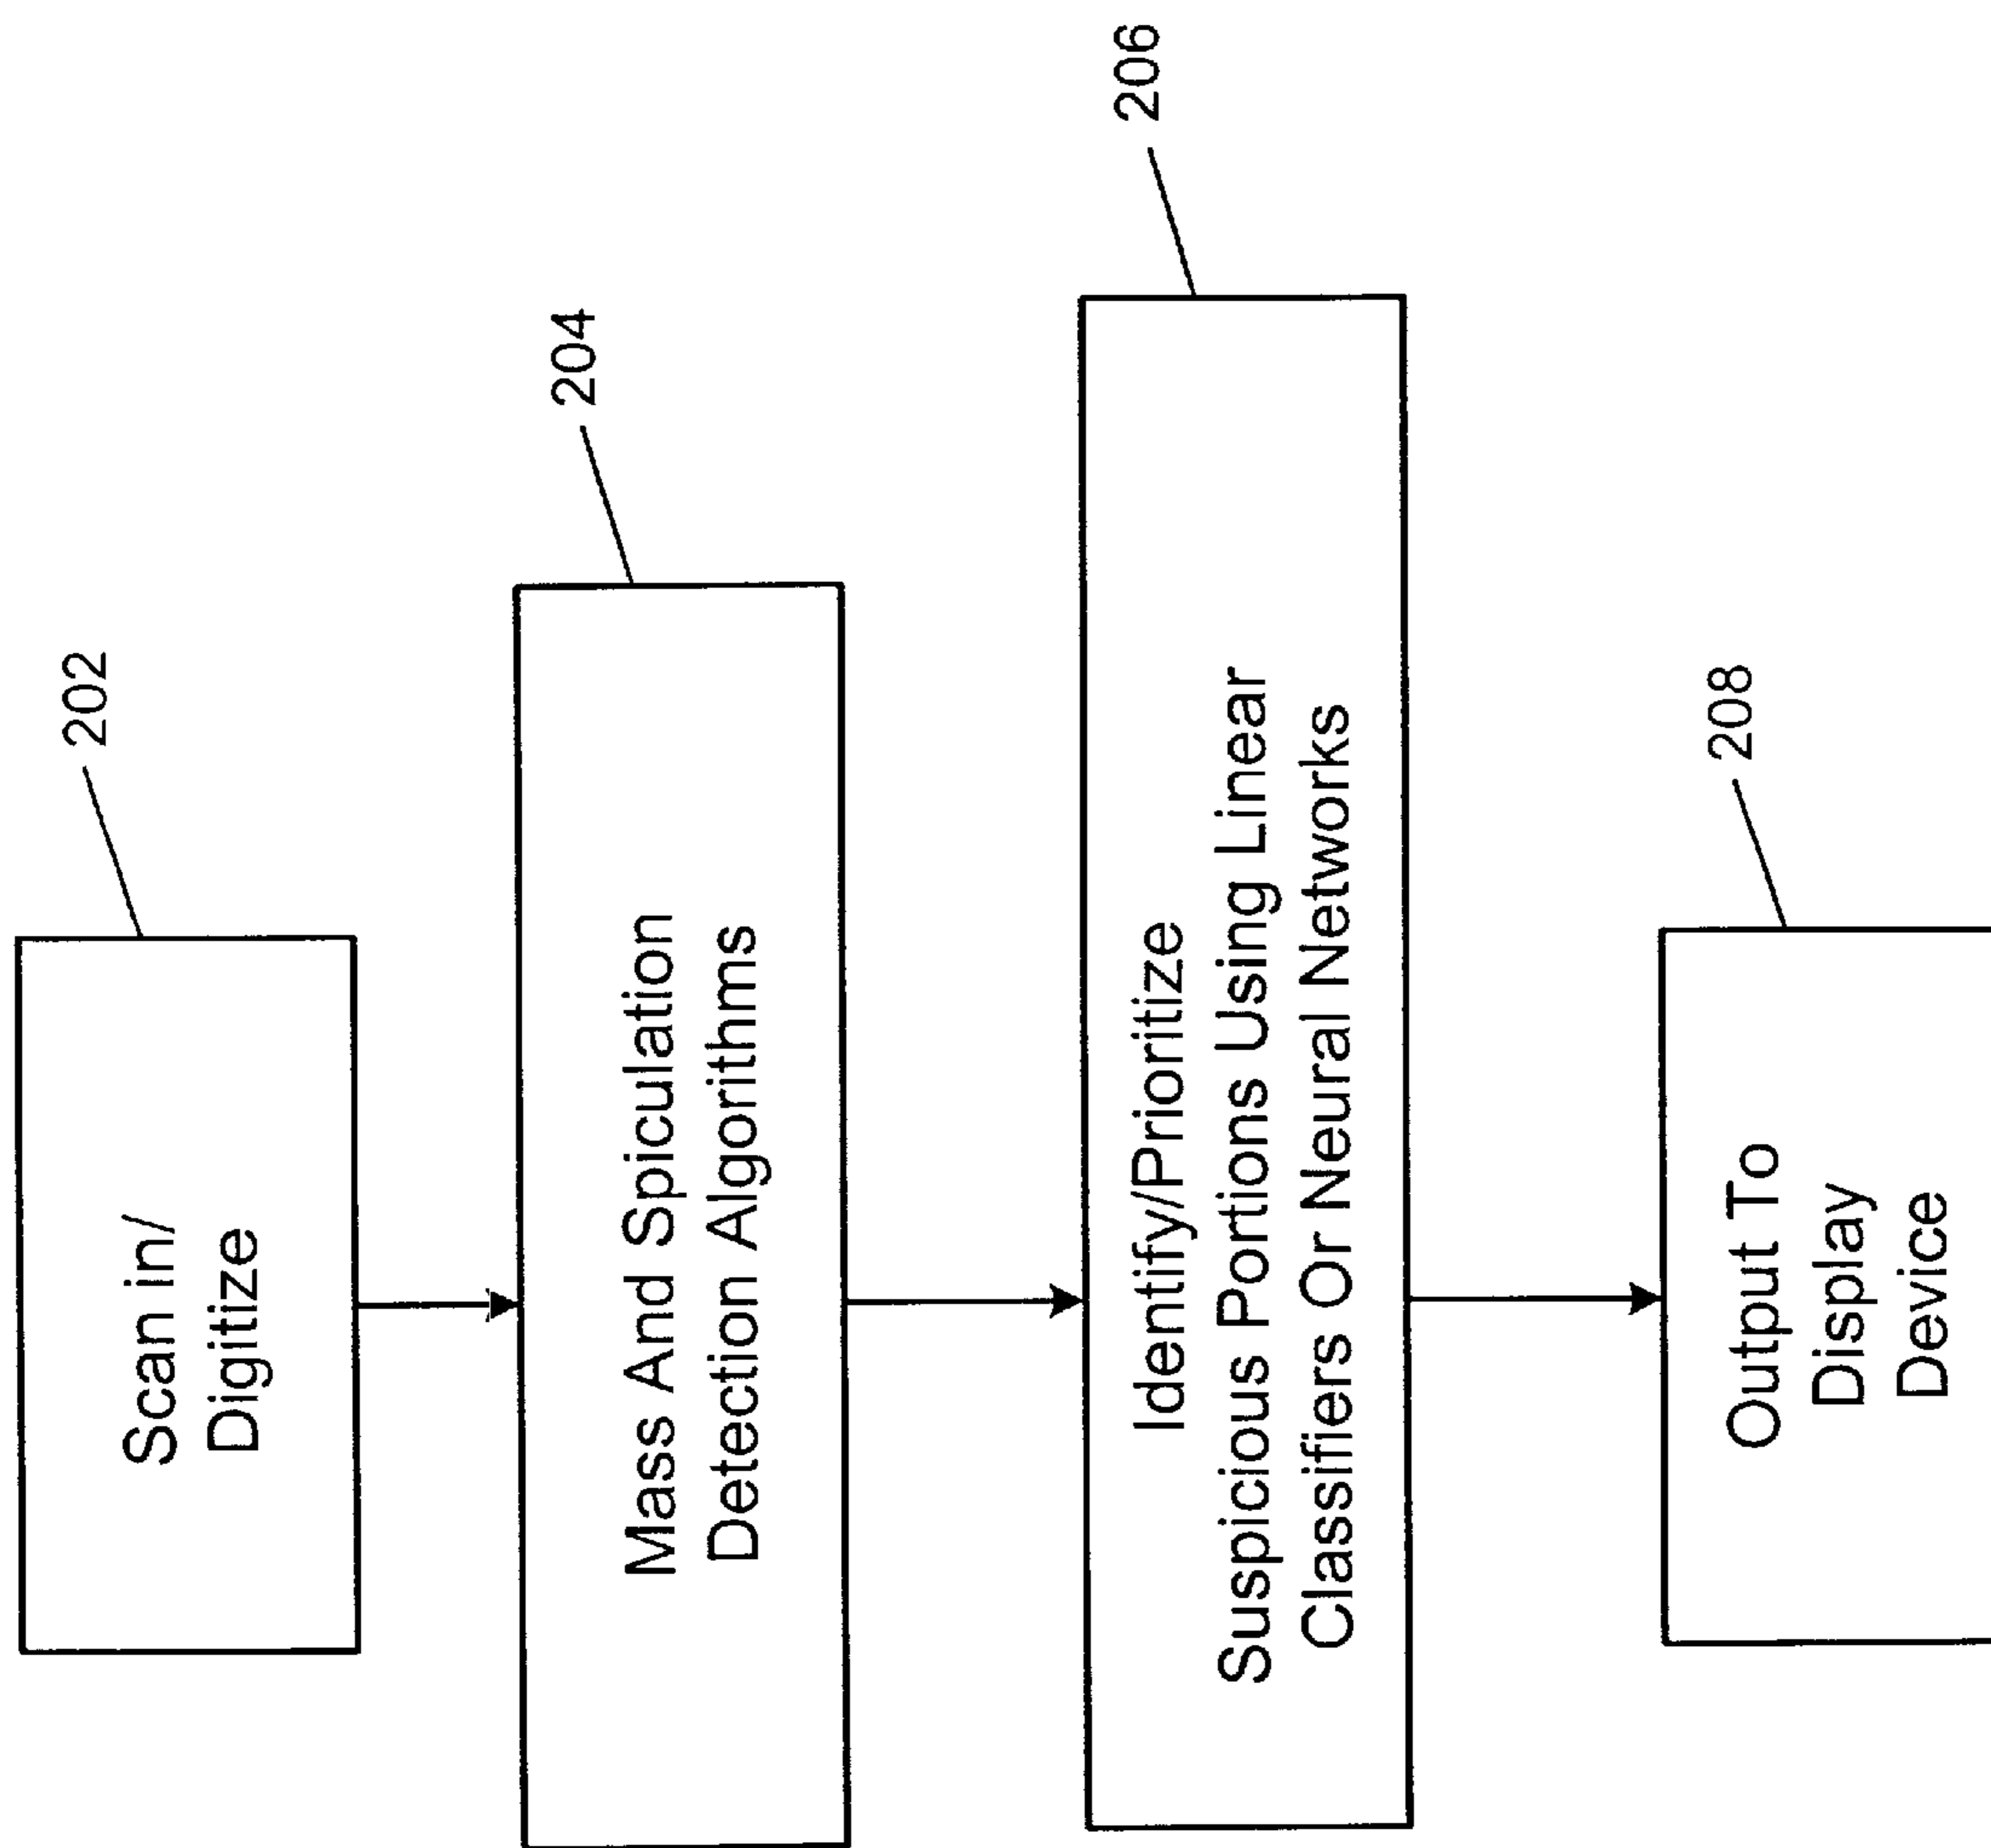 202
Scan in/
Digitize
204
Mass And Spiculation
Detection Algorithms
206
Identify/Prioritize
Suspicious Portions Using Linear
Classifiers Or Neural Networks
208
Output To
Display
Device